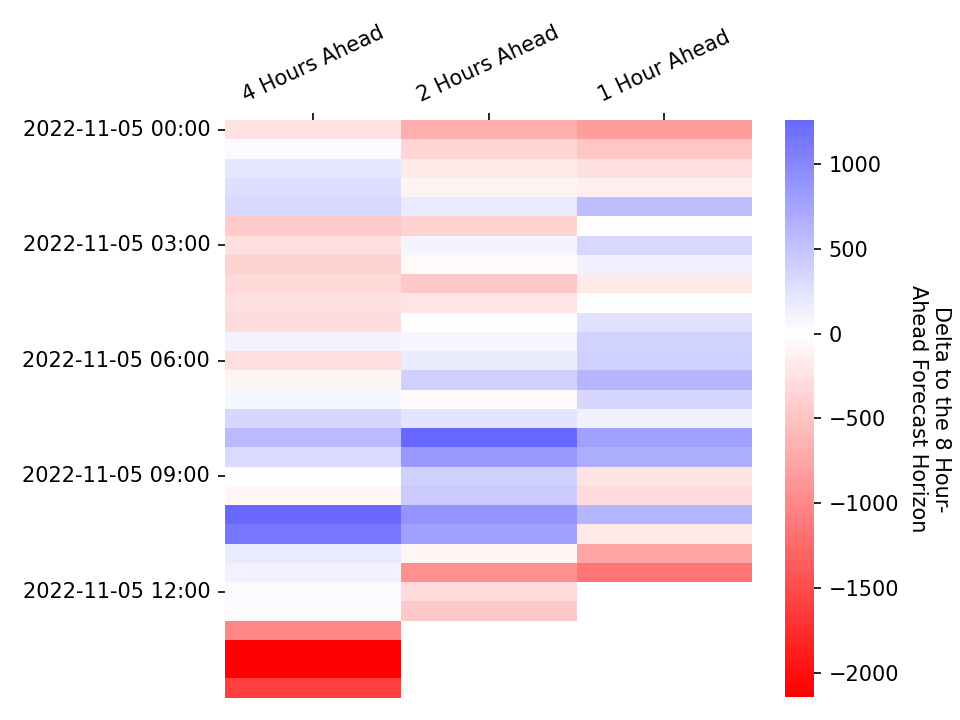 4 Hours Ahead
2 Hours Ahead
1 Hour Ahead
2022-11-05 00:00
2022-11-05 03:00
2022-11-05 06:00
2022-11-05 09:00
2022-11-05 12:00
1000
500
0
−500
−1000
−1500
−2000
Delta to the 8 Hour-
Ahead Forecast Horizon